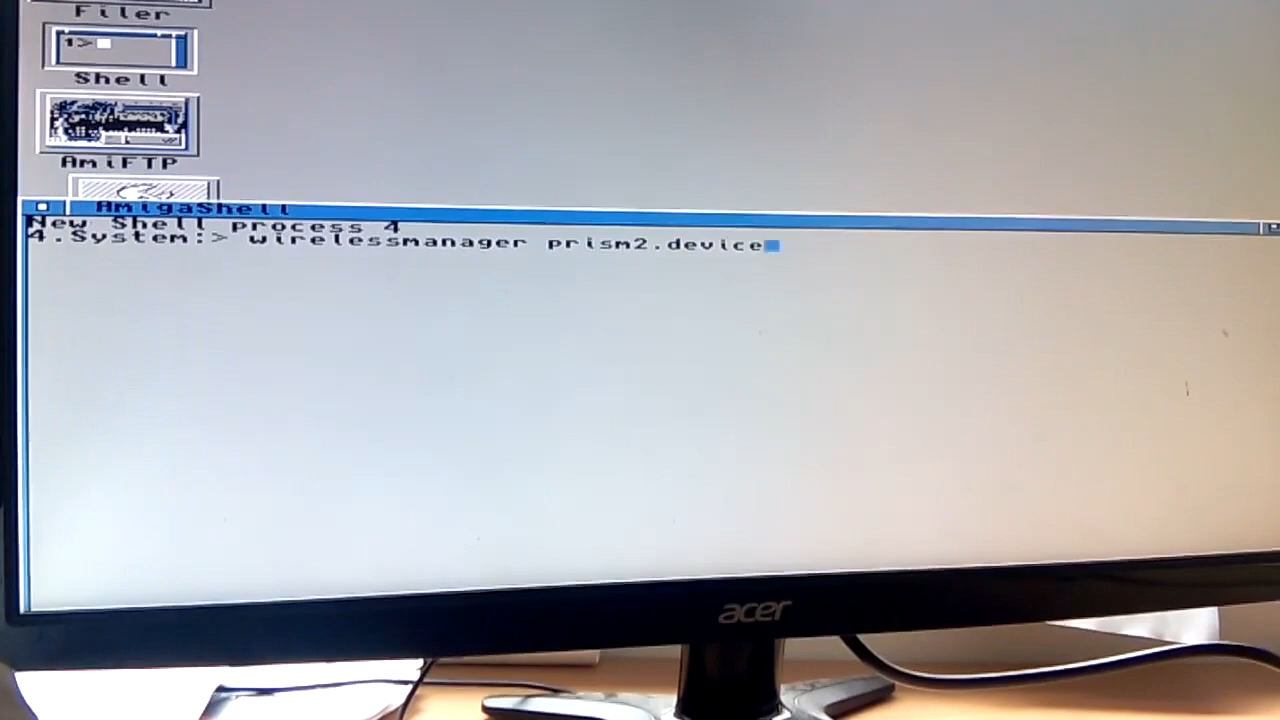 Filer
1>
Shell
AmiFTP
AmigaShell
New Shell process 4
4.System:> wirelessmanager prism2.device
acer